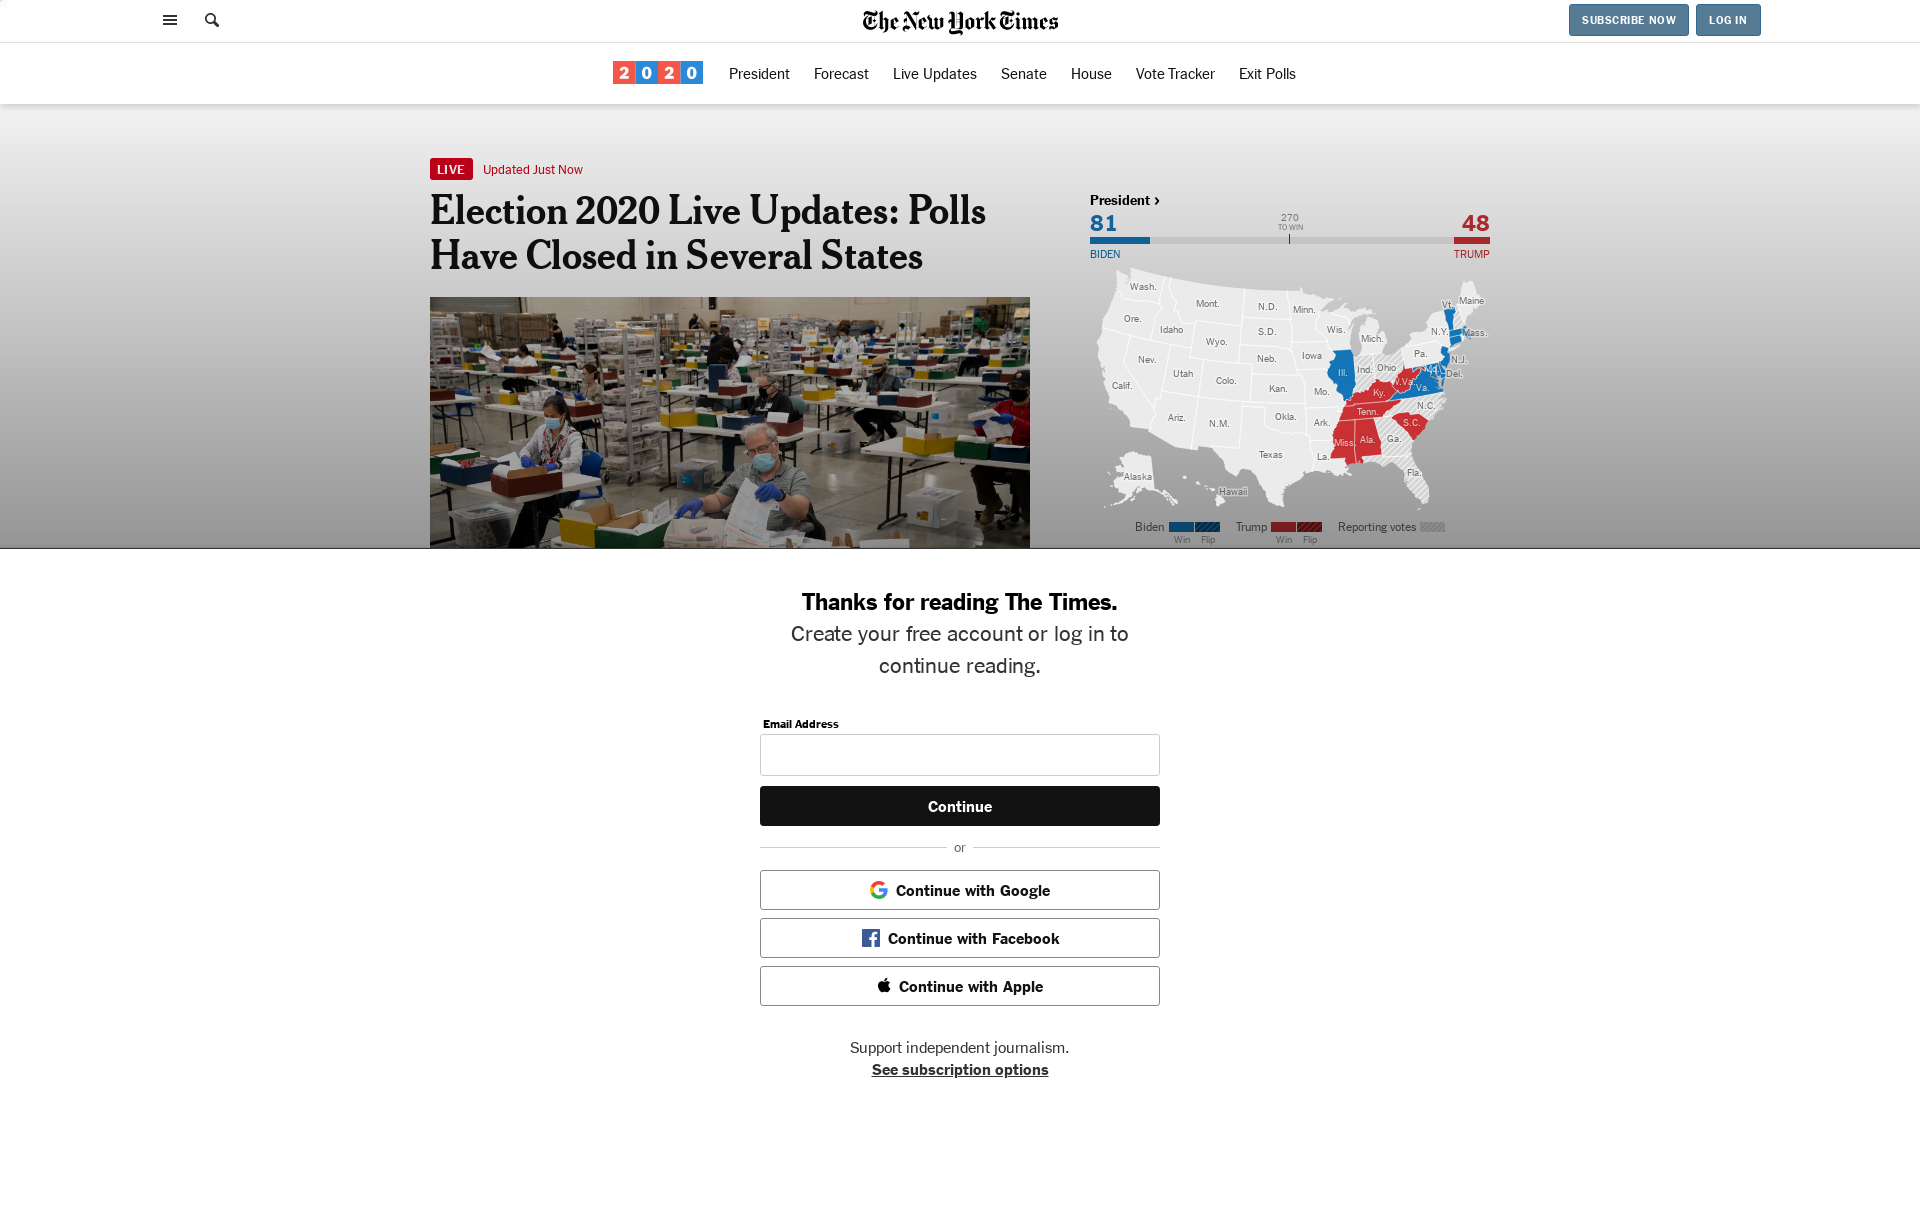 The New York Times
SUBSCRIBE NOW
LOG IN
2020
President
Forecast
Live Updates
Senate
House
Vote Tracker
Exit Polls
LIVE
Updated Just Now
Election 2020 Live Updates: Polls
Have Closed in Several States
President ›
81
270
TO WIN
48
BIDEN
TRUMP
Wash.
Mont.
N.D.
Minn.
Vt.
Maine
Ore.
Idaho
S.D.
Wis.
Mich.
N.Y.
Mass.
Wyo.
Nev.
Neb.
Iowa
Pa.
N.J.
Utah
Colo.
Ill.
Ind.
Ohio
Md.
Del.
Calif.
Kan.
Mo.
Ky.
W.Va.
Va.
Ariz.
N.M.
Okla.
Ark.
Tenn.
N.C.
S.C.
Miss.
Ala.
Ga.
Texas
La.
Fla.
Alaska
Hawaii
Biden
Trump
Reporting votes
Win
Flip
Win
Flip
Thanks for reading The Times.
Create your free account or log in to
continue reading.
Email Address
Continue
or
Continue with Google
Continue with Facebook
Continue with Apple
Support independent journalism.
See subscription options